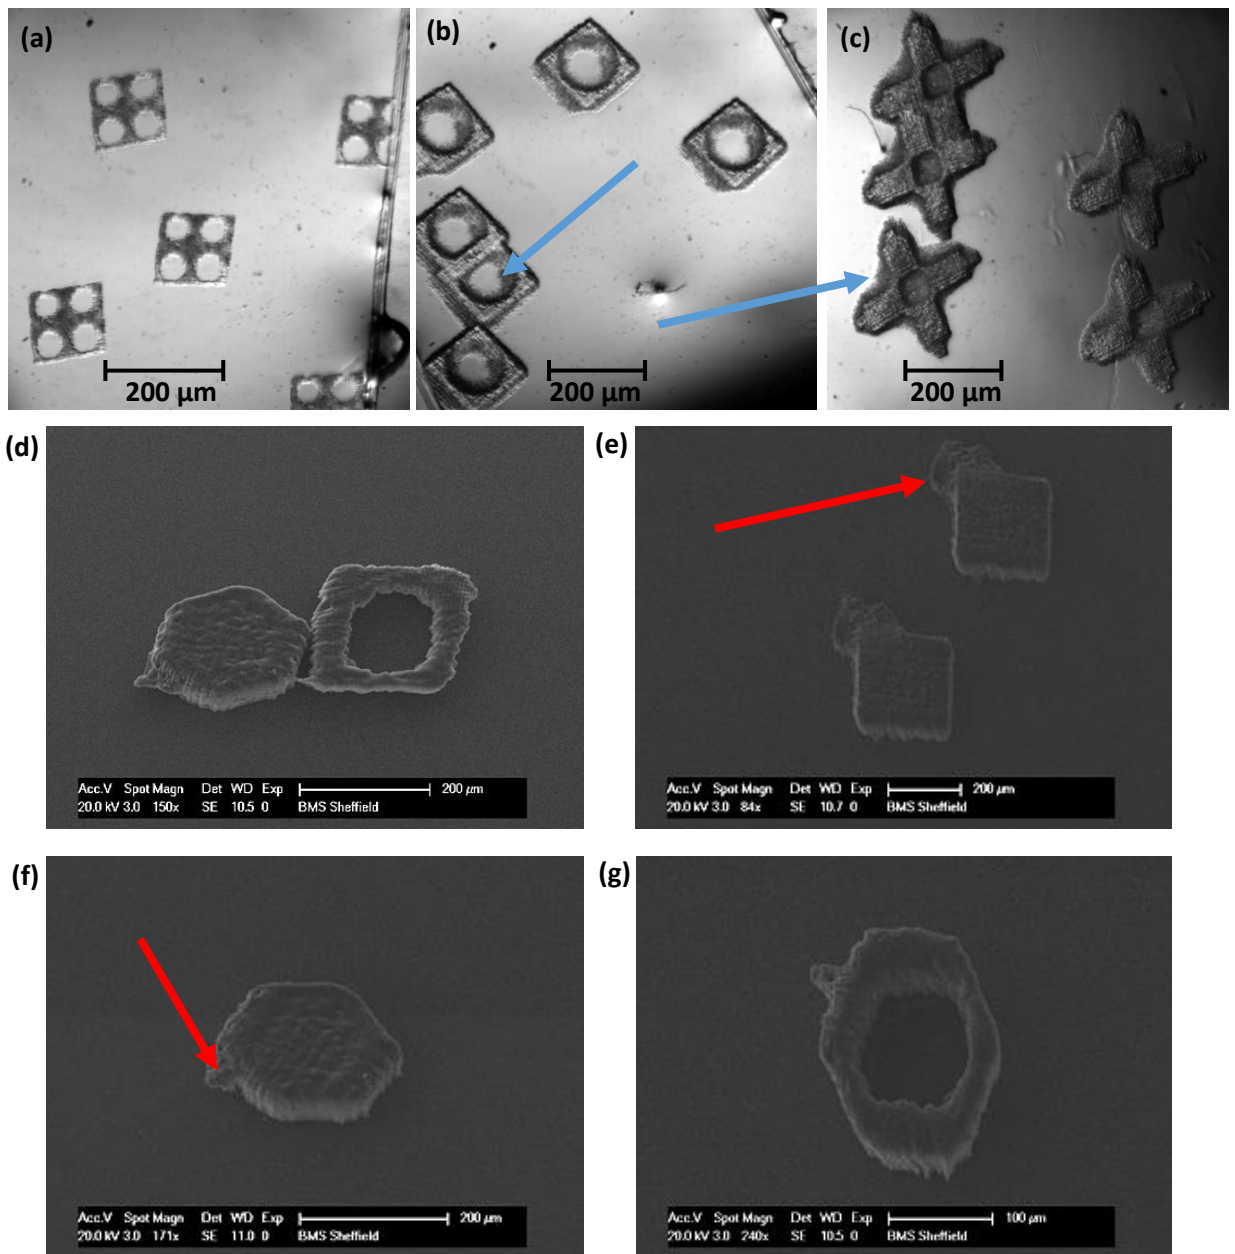 (a)
(b)
(c)
200 µm
200 µm
200 µm
(d)
(e)
Acc.V Spot Magn Det WD Exp 200 µm
20.0 kV 3.0 150x SE 10.5 0 BMS Sheffield
Acc.V Spot Magn Det WD Exp 200 µm
20.0 kV 3.0 84x SE 10.7 0 BMS Sheffield
(f)
(g)
Acc.V Spot Magn Det WD Exp 200 µm
20.0 kV 3.0 171x SE 11.0 0 BMS Sheffield
Acc.V Spot Magn Det WD Exp 100 µm
20.0 kV 3.0 240x SE 10.5 0 BMS Sheffield